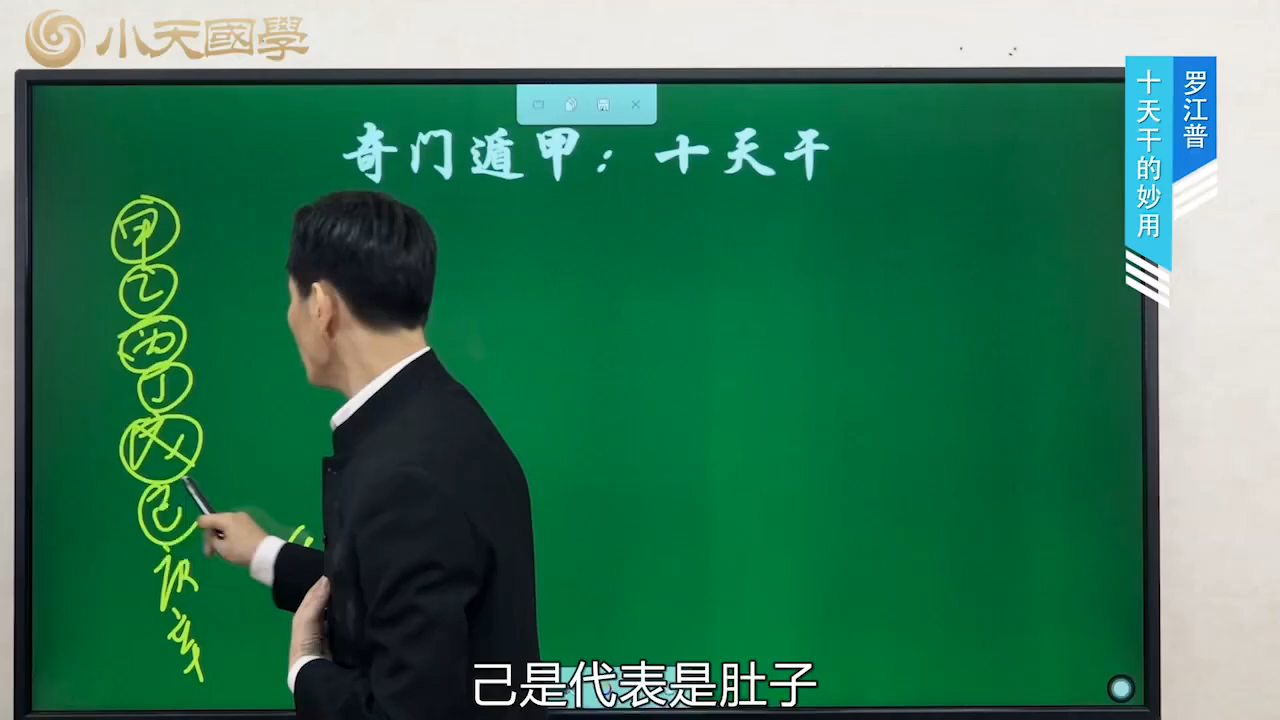 小天國學
罗江普
十天干的妙用
奇门遁甲：十天干
甲
乙
丙
丁
戊
己
庚
辛
己是代表是肚子